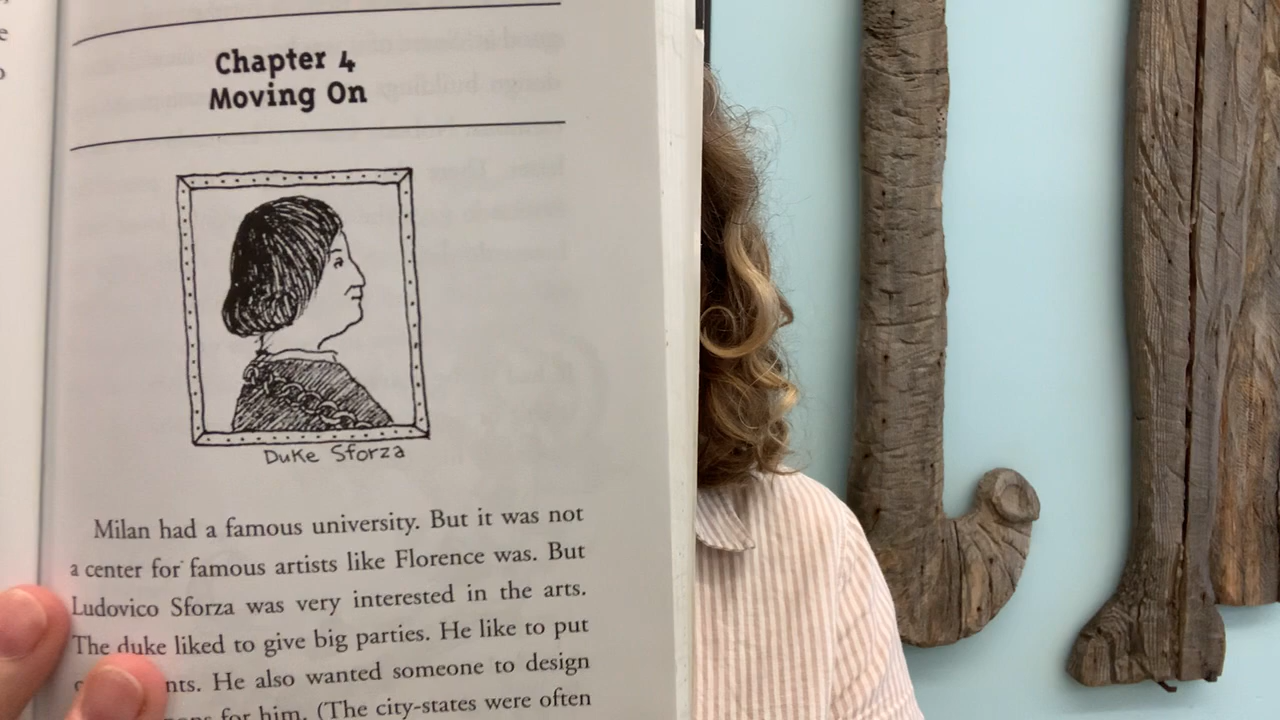 Chapter 4
Moving On
Duke Sforza
Milan had a famous university. But it was not
a center for famous artists like Florence was. But
Ludovico Sforza was very interested in the arts.
The duke liked to give big parties. He like to put
He also wanted someone to design
for him. (The city-states were often